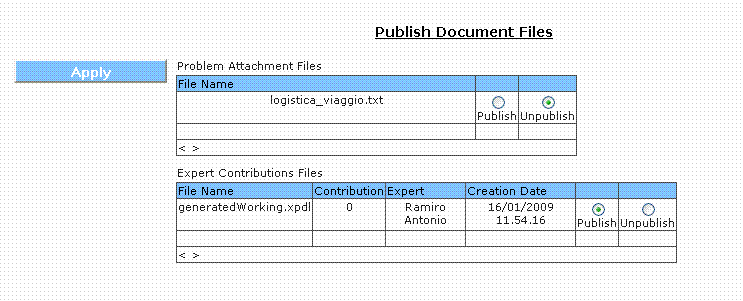 Publish Document Files
Apply
Problem Attachment Files
File Name
logistica_viaggio.txt
Publish Unpublish
< >
Expert Contributions Files
File Name Contribution Expert Creation Date
generatedWorking.xpdl 0 Ramiro 16/01/2009
Antonio 11.54.16
Publish Unpublish
< >